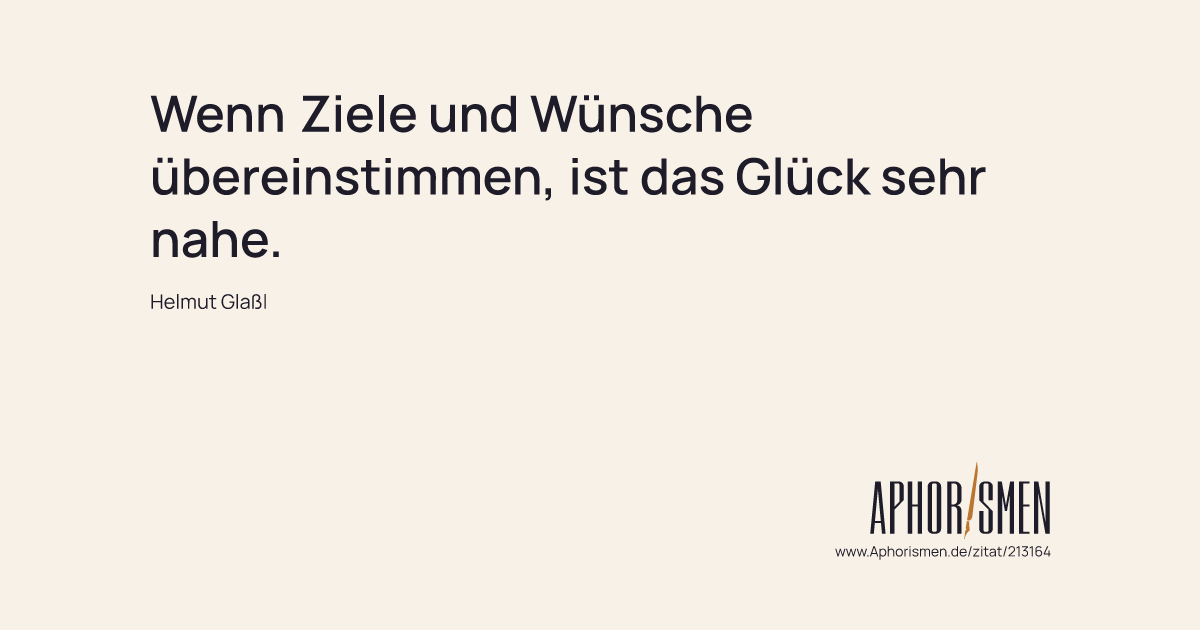 Wenn Ziele und Wünsche
übereinstimmen, ist das Glück sehr
nahe.
Helmut Glaßl
APHORISMEN
www.Aphorismen.de/zitat/213164